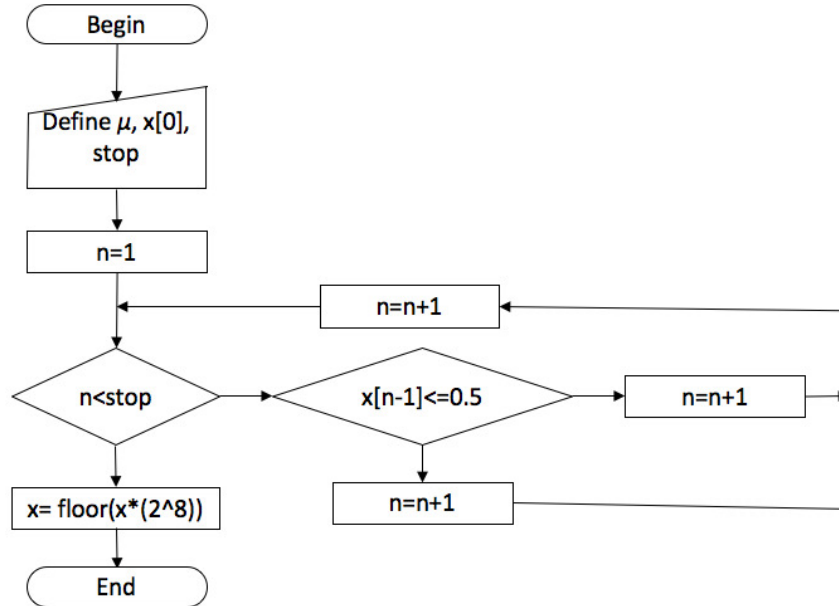 Begin
Define μ, x[0],
stop
n=1
n=n+1
n<stop
x[n-1]<=0.5
n=n+1
n=n+1
x= floor(x*(2^8))
End